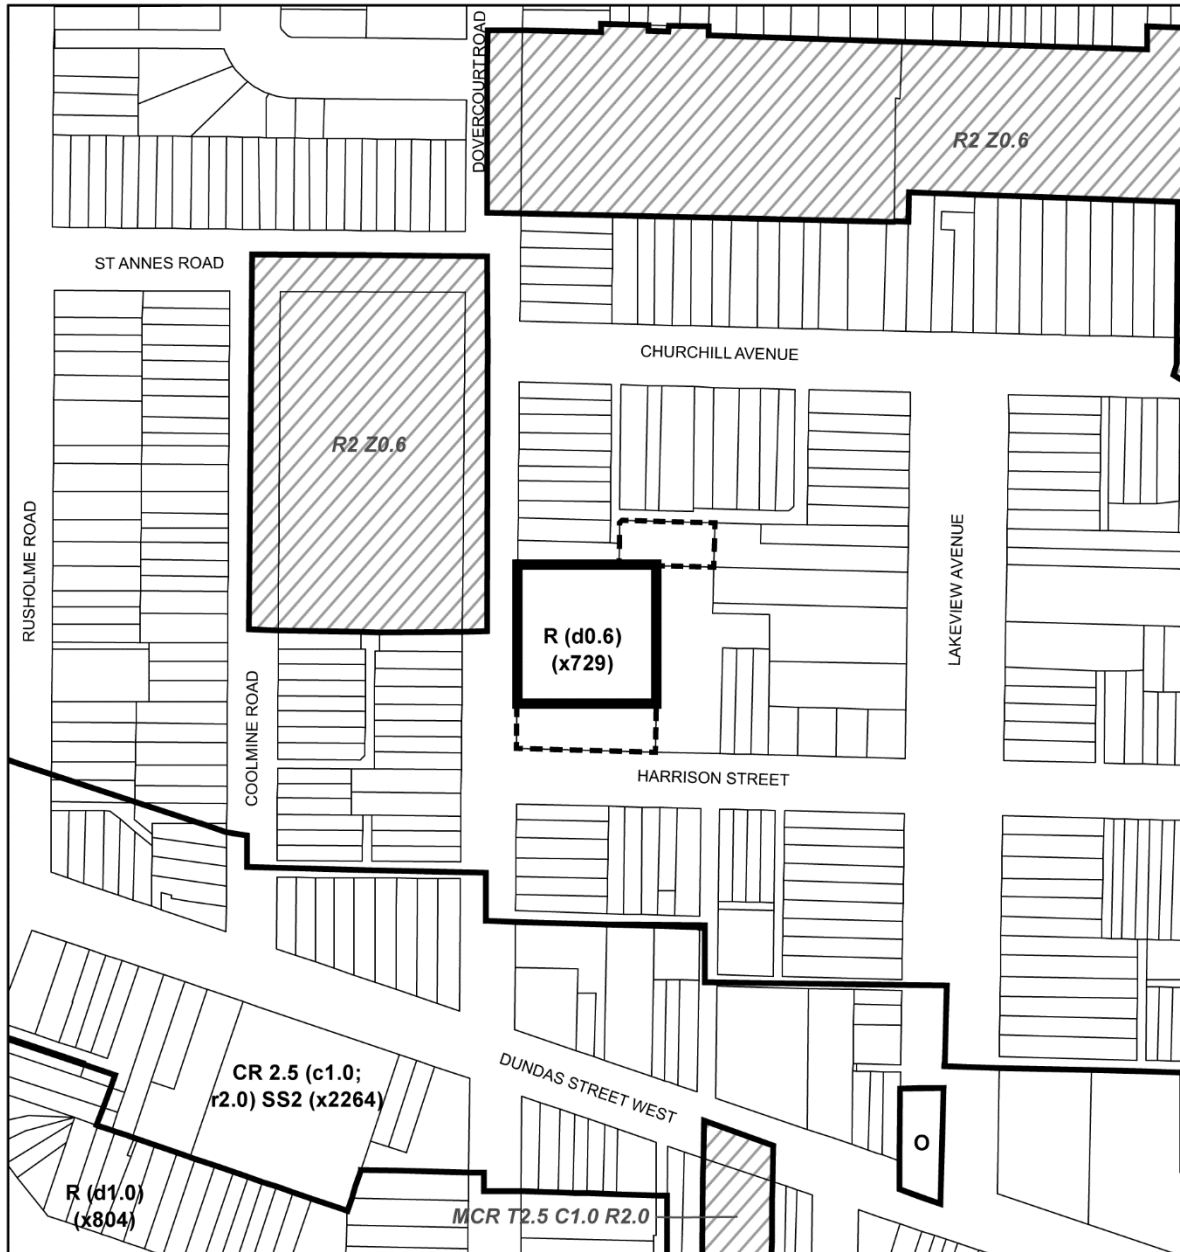 DOVERCOURT ROAD
R2 Z0.6
ST ANNES ROAD
CHURCHILL AVENUE
R2 Z0.6
RUSHOLME ROAD
LAKEVIEW AVENUE
R (d0.6)
(x729)
COOLMINE ROAD
HARRISON STREET
DUNDAS STREET WEST
CR 2.5 (c1.0;
r2.0) SS2 (x2264)
O
R (d1.0)
(x804)
MCR T2.5 C1.0 R2.0